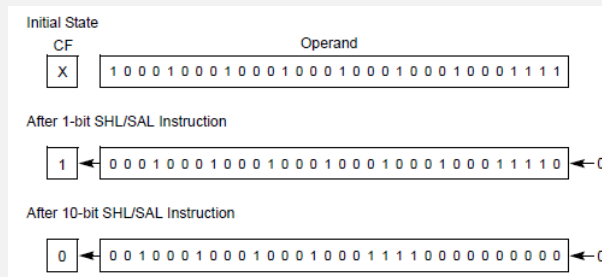 Initial State
CF Operand
X 1 0 0 0 1 0 0 0 1 0 0 0 1 0 0 0 1 0 0 0 1 0 0 0 1 0 0 0 1 1 1 1
After 1-bit SHL/SAL Instruction
1 0 0 0 1 0 0 0 1 0 0 0 1 0 0 0 1 0 0 0 1 0 0 0 1 0 0 0 1 1 1 1 0 0
After 10-bit SHL/SAL Instruction
0 0 0 1 0 0 0 1 0 0 0 1 0 0 0 1 0 0 0 1 1 1 1 0 0 0 0 0 0 0 0 0 0 0